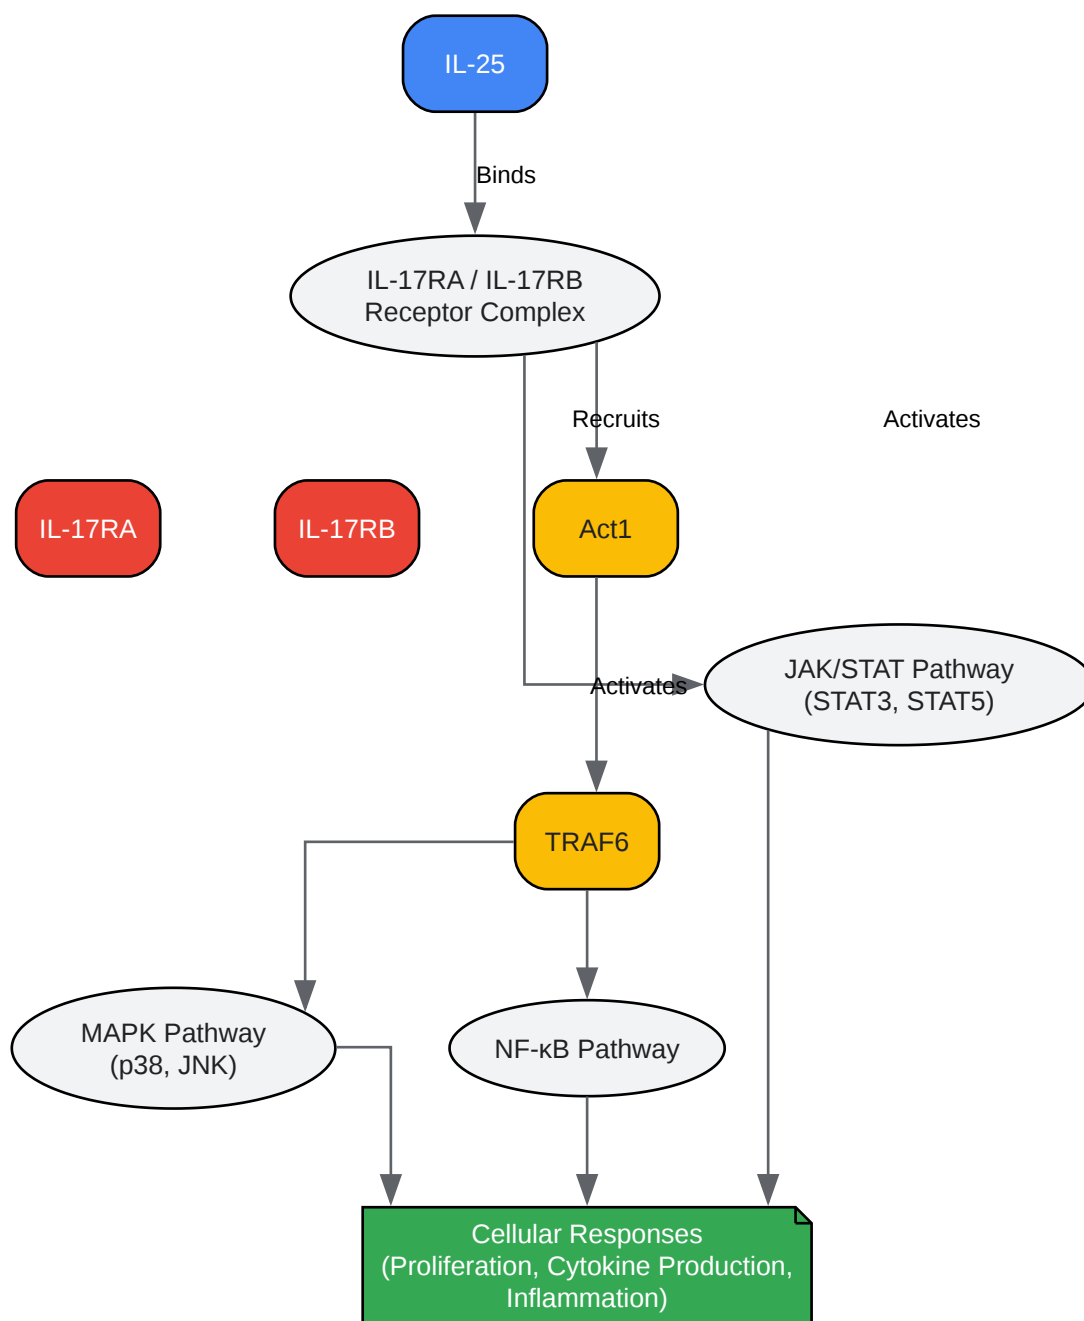 IL-25
Binds
IL-17RA / IL-17RB
Receptor Complex
Recruits
Activates
IL-17RA
IL-17RB
Act1
JAK/STAT Pathway
(STAT3, STAT5)
Activates
TRAF6
MAPK Pathway
(p38, JNK)
NF-κB Pathway
Cellular Responses
(Proliferation, Cytokine Production,
Inflammation)